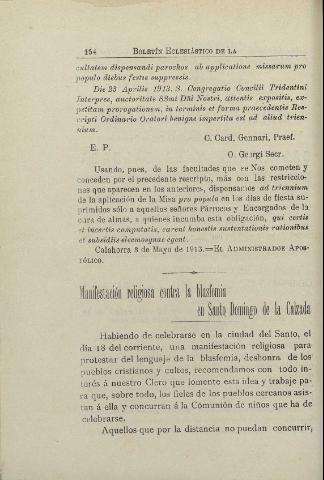 154 BOLETÍN ECLESIÁSTICO DE LA
cultatem dispensandi parochos ab applicatione missarum pro
populo diebus festis suppressis.
Die 23 Aprilis 1913. S. Congregatio Concilii Tridentini
Interpres, auctoritate SSmi Dñi Nostri, attentis expositis, ex-
petitam prorogationem, in terminis et forma praecedentis Res-
cripti Ordinario Oratori benigne impertita est ad aliud trien-
nium.
C. Card. Gennari, Praef.
E. P.
O. Geirgi Secr.
Usando, pues, de las facultades que se Nos cometen y
conceden por el precedente rescripto, más con las restriccio-
nes que aparecen en los anteriores, dispensamos ad triennium
de la aplicación de la Misa pro populo en los días de fiesta su-
primidos sólo a aquellos señores Párrocos y Encargados de la
cura de almas, a quienes incumba esta obligación, qui certis
et incertis computatis, carent honestis sustentationis rationibus
et subsidiis eleemosynae egent.
Calahorra 3 de Mayo de 1913.=EL ADMINISTRADOR APOS-
TÓLICO.
Manifestación religiosa contra la blasfemia
en Santo Domingo de la Calzada
Habiendo de celebrarse en la ciudad del Santo, el
día 18 del corriente, una manifestación religiosa para
protestar del lenguaje de la blasfemia, deshonra de los
pueblos cristianos y cultos, recomendamos con todo in-
terés á nuestro Clero que fomente esta idea y trabaje pa-
ra que, sobre todo, los fieles de los pueblos cercanos asis-
tan á ella y concurran á la Comunión de niños que ha de
celebrarse.
Aquellos que por la distancia no puedan concurrir,